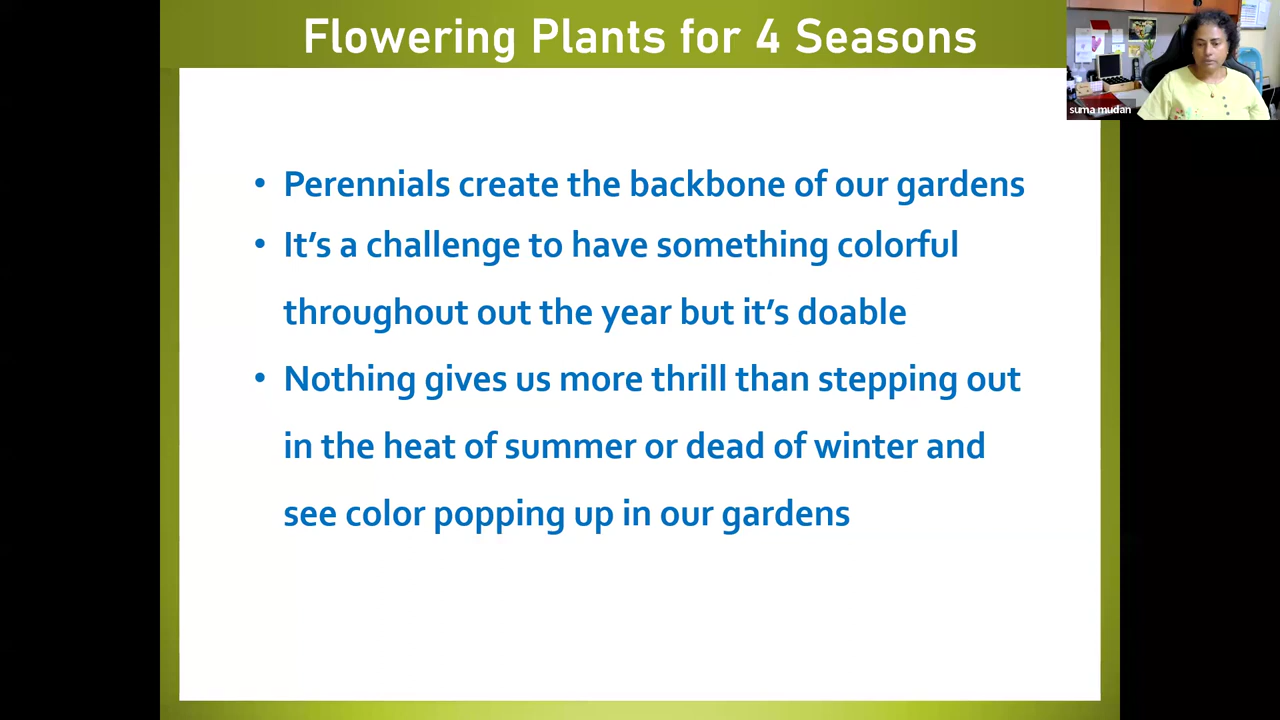 Flowering Plants for 4 Seasons
suma mudan
• Perennials create the backbone of our gardens
• It’s a challenge to have something colorful
throughout out the year but it’s doable
• Nothing gives us more thrill than stepping out
in the heat of summer or dead of winter and
see color popping up in our gardens